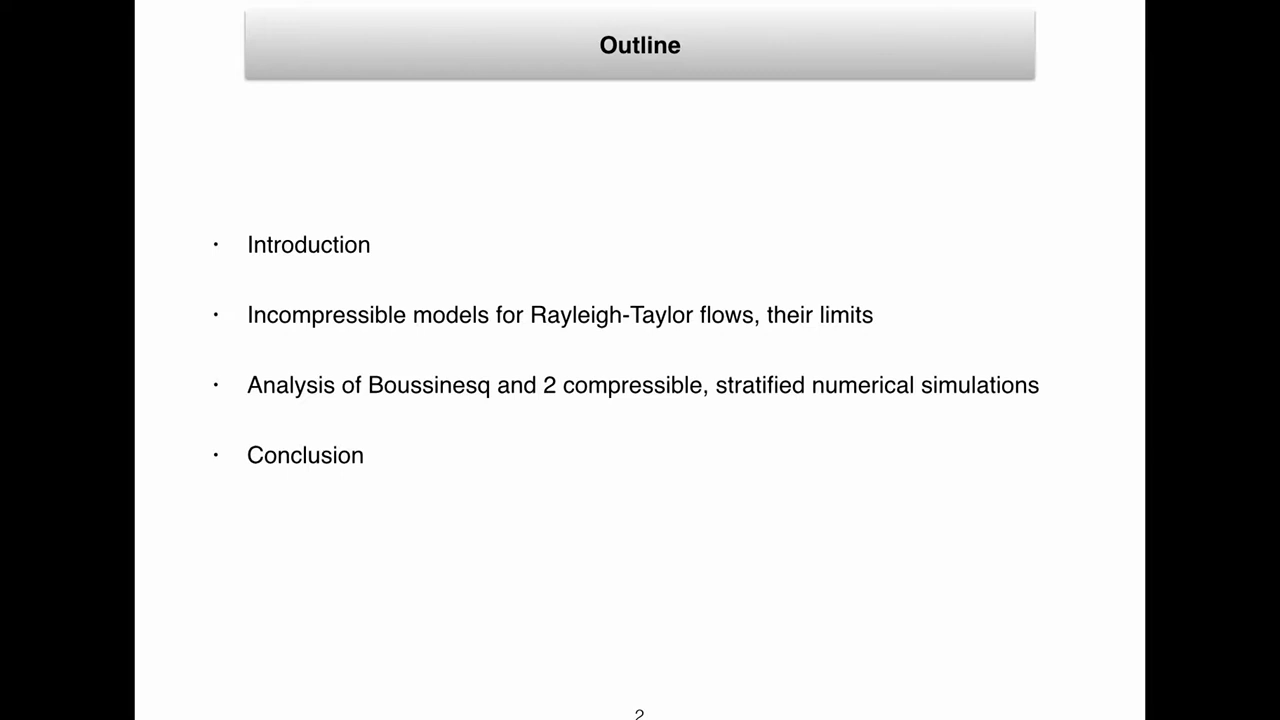 Outline
· Introduction
· Incompressible models for Rayleigh-Taylor flows, their limits
· Analysis of Boussinesq and 2 compressible, stratified numerical simulations
· Conclusion
2